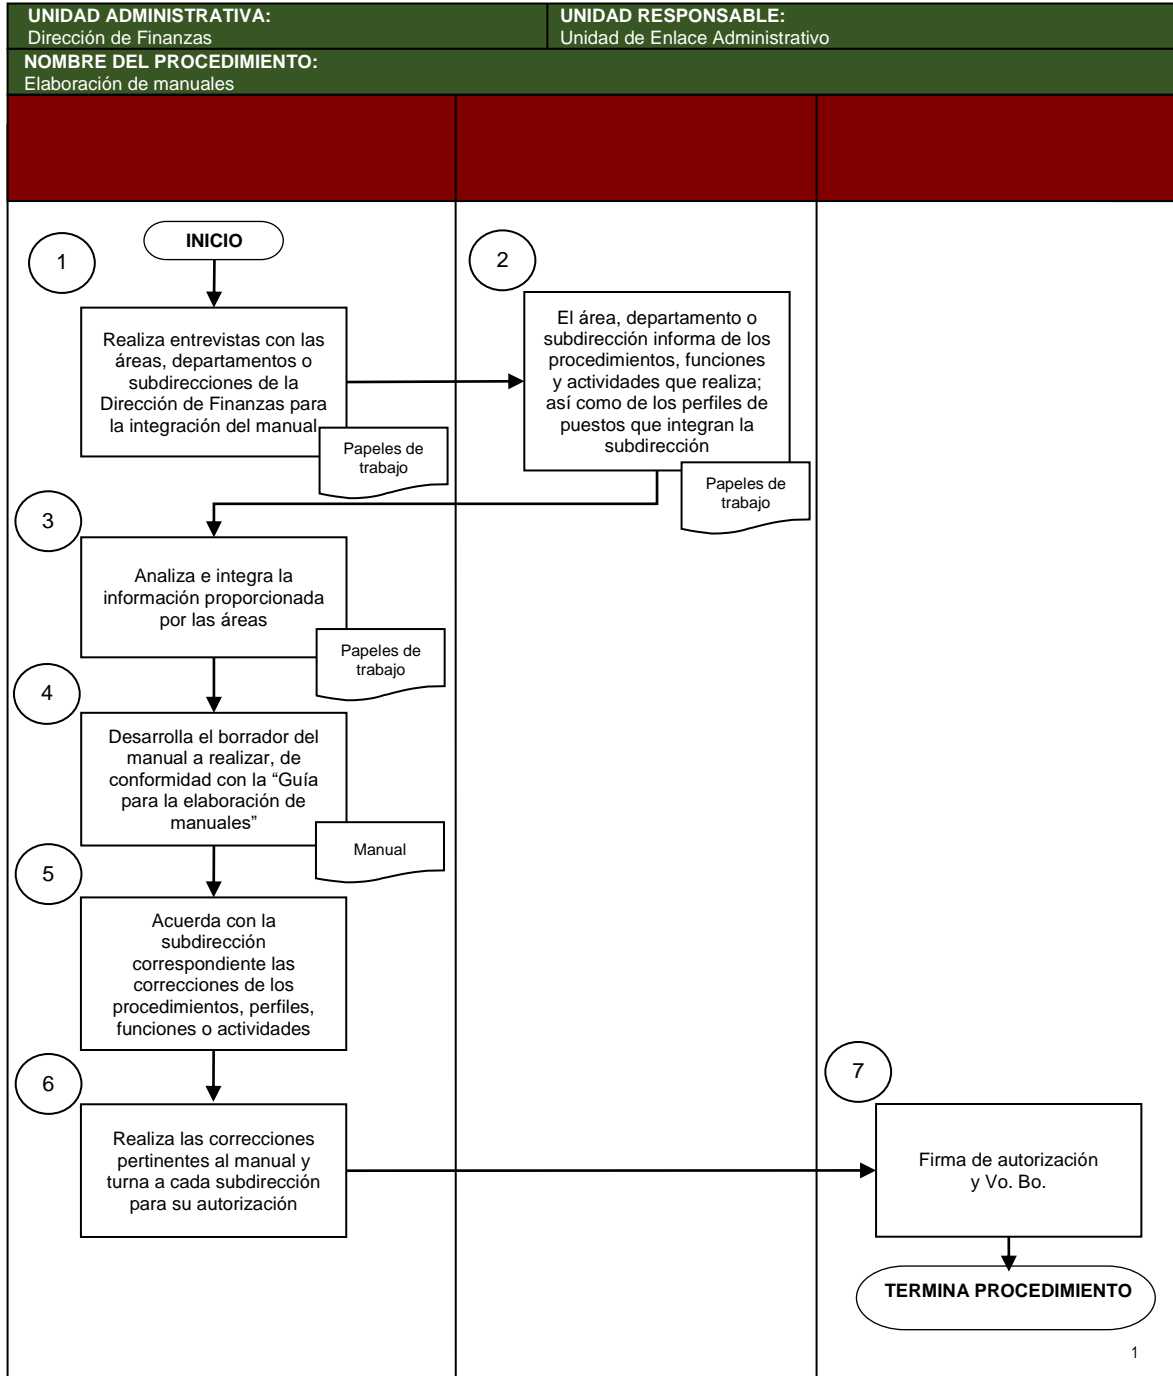 UNIDAD ADMINISTRATIVA:
Dirección de Finanzas
UNIDAD RESPONSABLE:
Unidad de Enlace Administrativo
NOMBRE DEL PROCEDIMIENTO:
Elaboración de manuales
INICIO
1
Realiza entrevistas con las
áreas, departamentos o
subdirecciones de la
Dirección de Finanzas para
la integración del manual
Papeles de
trabajo
2
El área, departamento o
subdirección informa de los
procedimientos, funciones
y actividades que realiza;
así como de los perfiles de
puestos que integran la
subdirección
Papeles de
trabajo
3
Analiza e integra la
información proporcionada
por las áreas
Papeles de
trabajo
4
Desarrolla el borrador del
manual a realizar, de
conformidad con la “Guía
para la elaboración de
manuales”
Manual
5
Acuerda con la
subdirección
correspondiente las
correcciones de los
procedimientos, perfiles,
funciones o actividades
6
Realiza las correcciones
pertinentes al manual y
turna a cada subdirección
para su autorización
7
Firma de autorización
y Vo. Bo.
TERMINA PROCEDIMIENTO
1